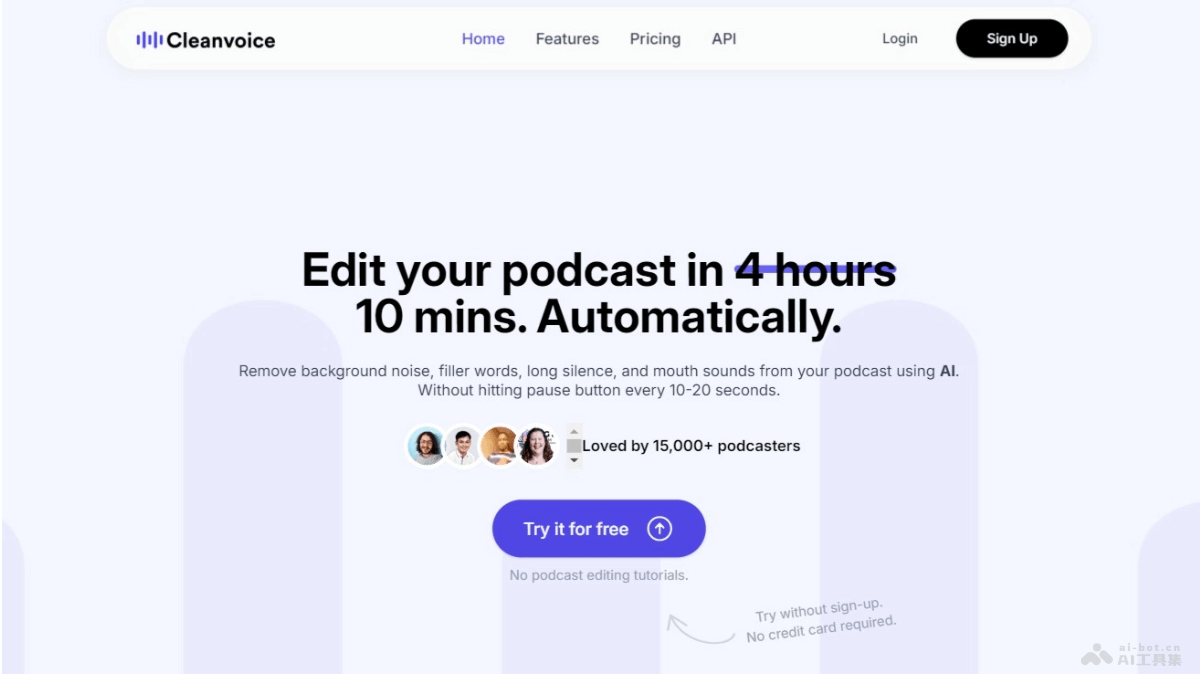 Cleanvoice
Home Features Pricing API Login Sign Up
Edit your podcast in 4 hours
10 mins. Automatically.
Remove background noise, filler words, long silence, and mouth sounds from your podcast using AI.
Without hitting pause button every 10-20 seconds.
Loved by 15,000+ podcasters
Try it for free
No podcast editing tutorials.
Try without sign-up.
No credit card required.
ai-bot.cn
AI工具集